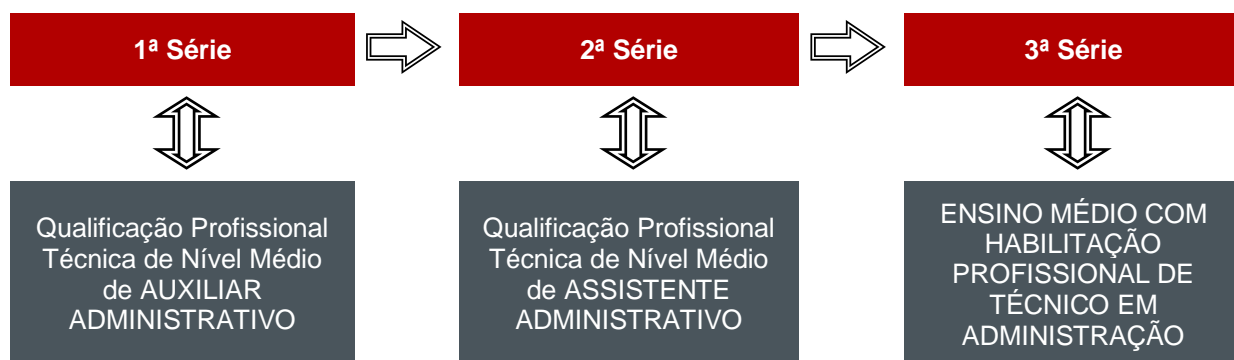 1ª Série
2ª Série
3ª Série
Qualificação Profissional
Técnica de Nível Médio
de AUXILIAR
ADMINISTRATIVO
Qualificação Profissional
Técnica de Nível Médio
de ASSISTENTE
ADMINISTRATIVO
ENSINO MÉDIO COM
HABILITAÇÃO
PROFISSIONAL DE
TÉCNICO EM
ADMINISTRAÇÃO